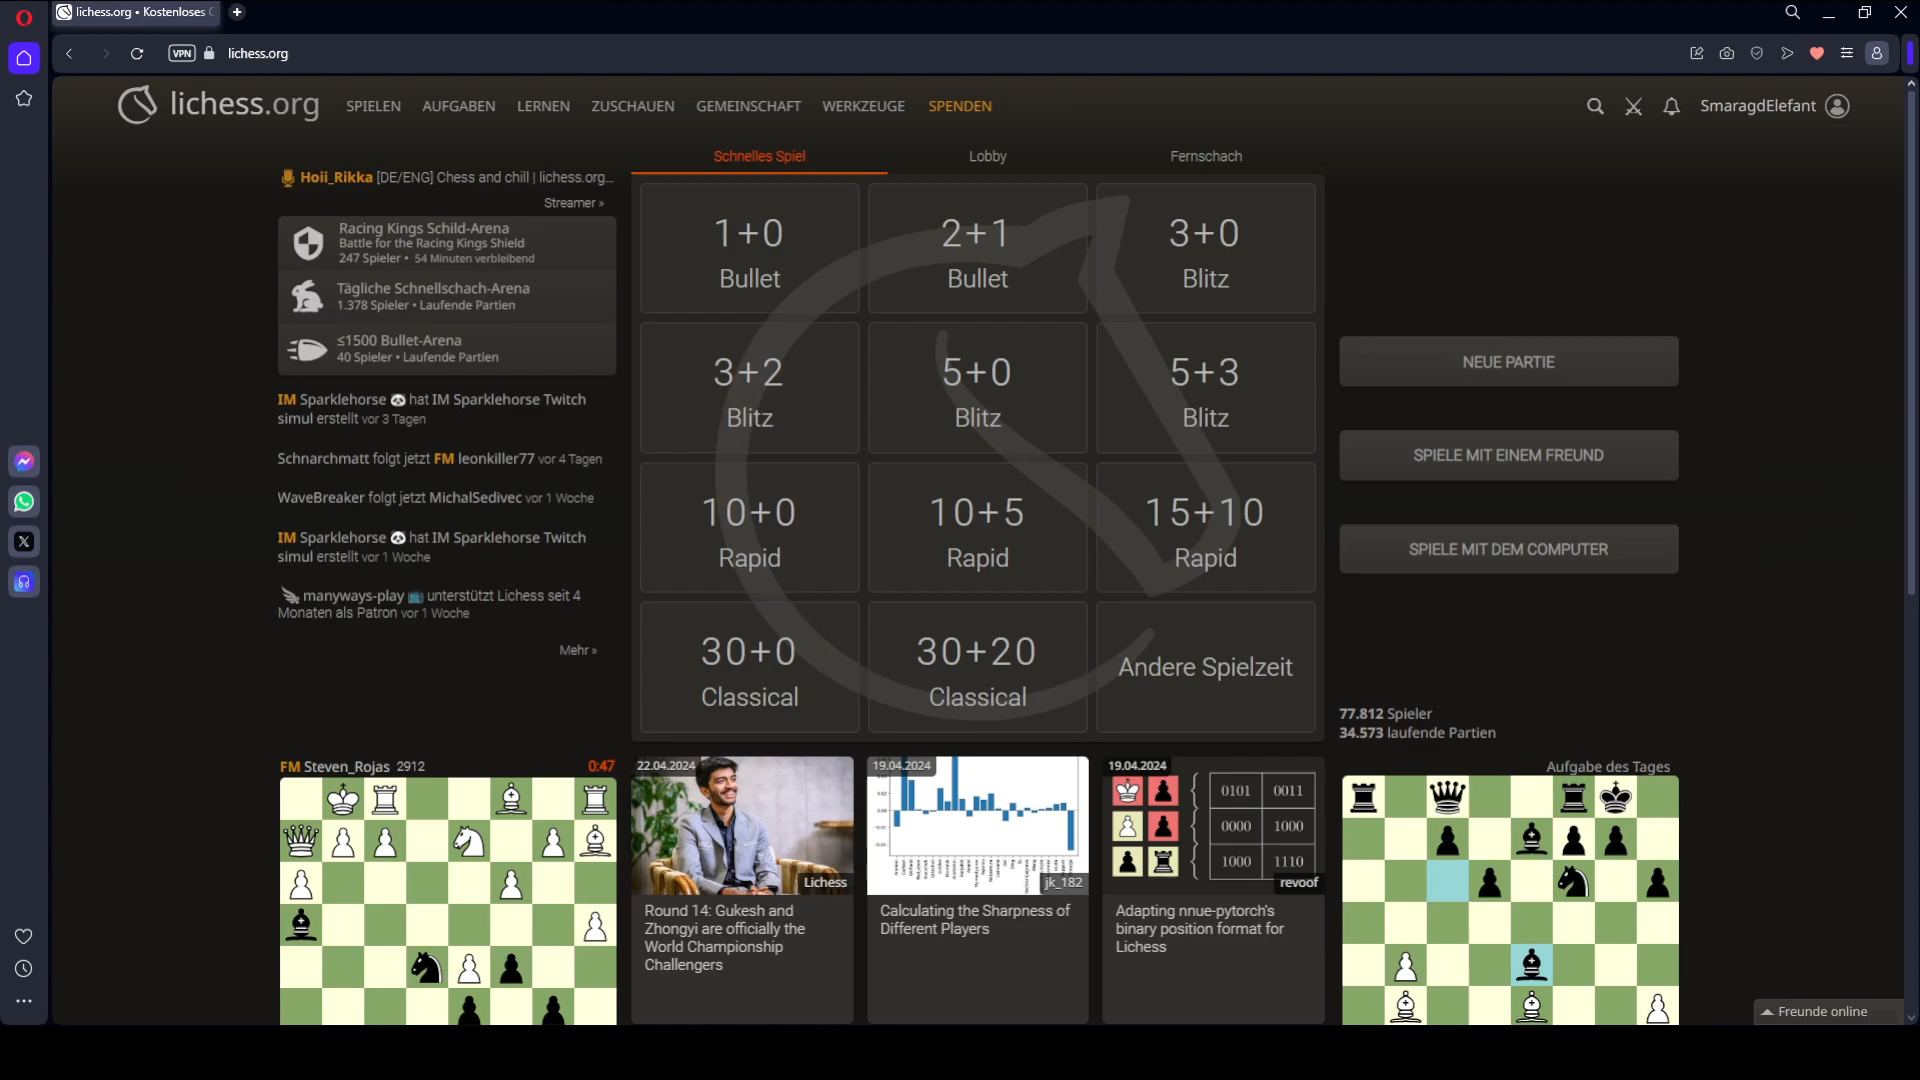 lichess.org • Kostenloses
VPN
lichess.org
lichess.org
SPIELEN
AUFGABEN
LERNEN
ZUSCHAUEN
GEMEINSCHAFT
WERKZEUGE
SPENDEN
SmaragdElefant
Schnelles Spiel
Lobby
Fernschach
Hoii_Rikka [DE/ENG] Chess and chill | lichess.org...
Streamer »
Racing Kings Schild-Arena
Battle for the Racing Kings Shield
247 Spieler • 54 Minuten verbleibend
Tägliche Schnellschach-Arena
1.378 Spieler • Laufende Partien
≤1500 Bullet-Arena
40 Spieler • Laufende Partien
IM Sparklehorse hat IM Sparklehorse Twitch
simul erstellt vor 3 Tagen
Schnarchmatt folgt jetzt FM leonkiller77 vor 4 Tagen
WaveBreaker folgt jetzt MichalSedivec vor 1 Woche
IM Sparklehorse hat IM Sparklehorse Twitch
simul erstellt vor 1 Woche
manyways-play unterstützt Lichess seit 4
Monaten als Patron vor 1 Woche
Mehr »
1+0
Bullet
2+1
Bullet
3+0
Blitz
3+2
Blitz
5+0
Blitz
5+3
Blitz
10+0
Rapid
10+5
Rapid
15+10
Rapid
30+0
Classical
30+20
Classical
Andere Spielzeit
NEUE PARTIE
SPIELE MIT EINEM FREUND
SPIELE MIT DEM COMPUTER
77.812 Spieler
34.573 laufende Partien
FM Steven_Rojas 2912
0:47
22.04.2024
Lichess
Round 14: Gukesh and
Zhongyi are officially the
World Championship
Challengers
19.04.2024
jk_182
Calculating the Sharpness of
Different Players
19.04.2024
0101 0011
0000 1000
1000 1110
revoof
Adapting nnue-pytorch's
binary position format for
Lichess
Aufgabe des Tages
Freunde online